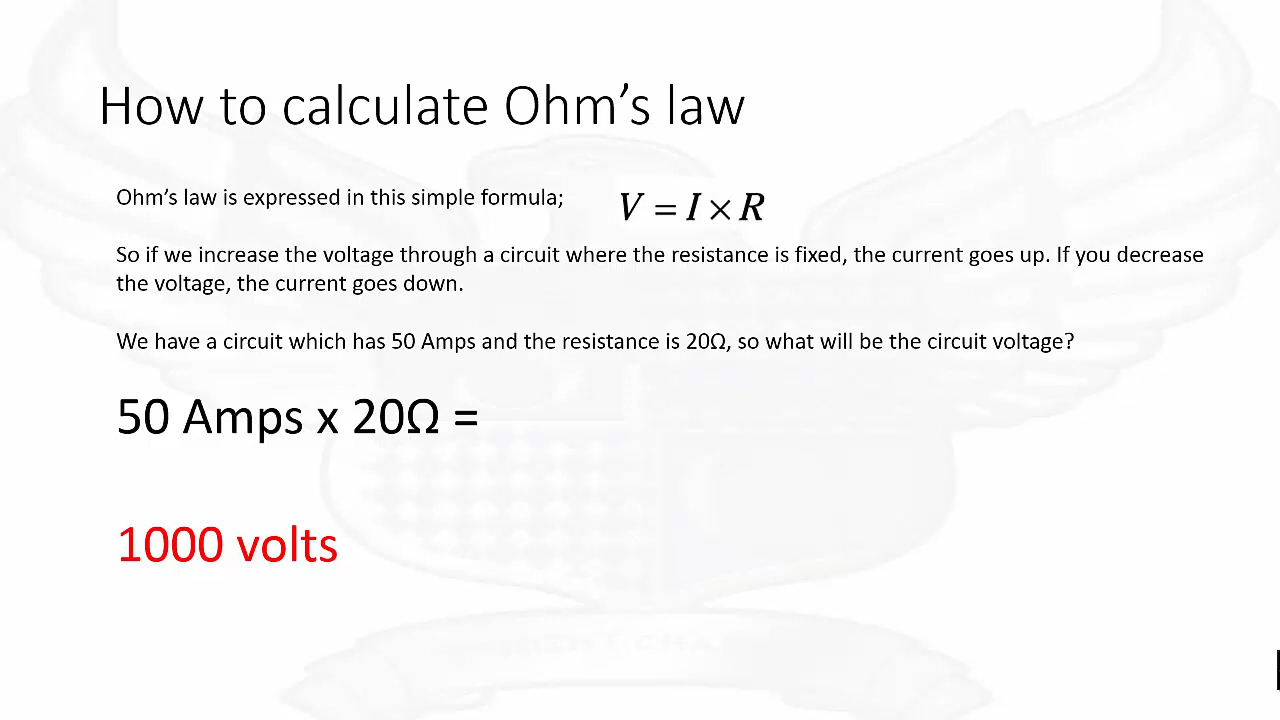 How to calculate Ohm’s law
Ohm’s law is expressed in this simple formula;
V = I × R
So if we increase the voltage through a circuit where the resistance is fixed, the current goes up. If you decrease
the voltage, the current goes down.
We have a circuit which has 50 Amps and the resistance is 20Ω, so what will be the circuit voltage?
50 Amps x 20Ω =
1000 volts